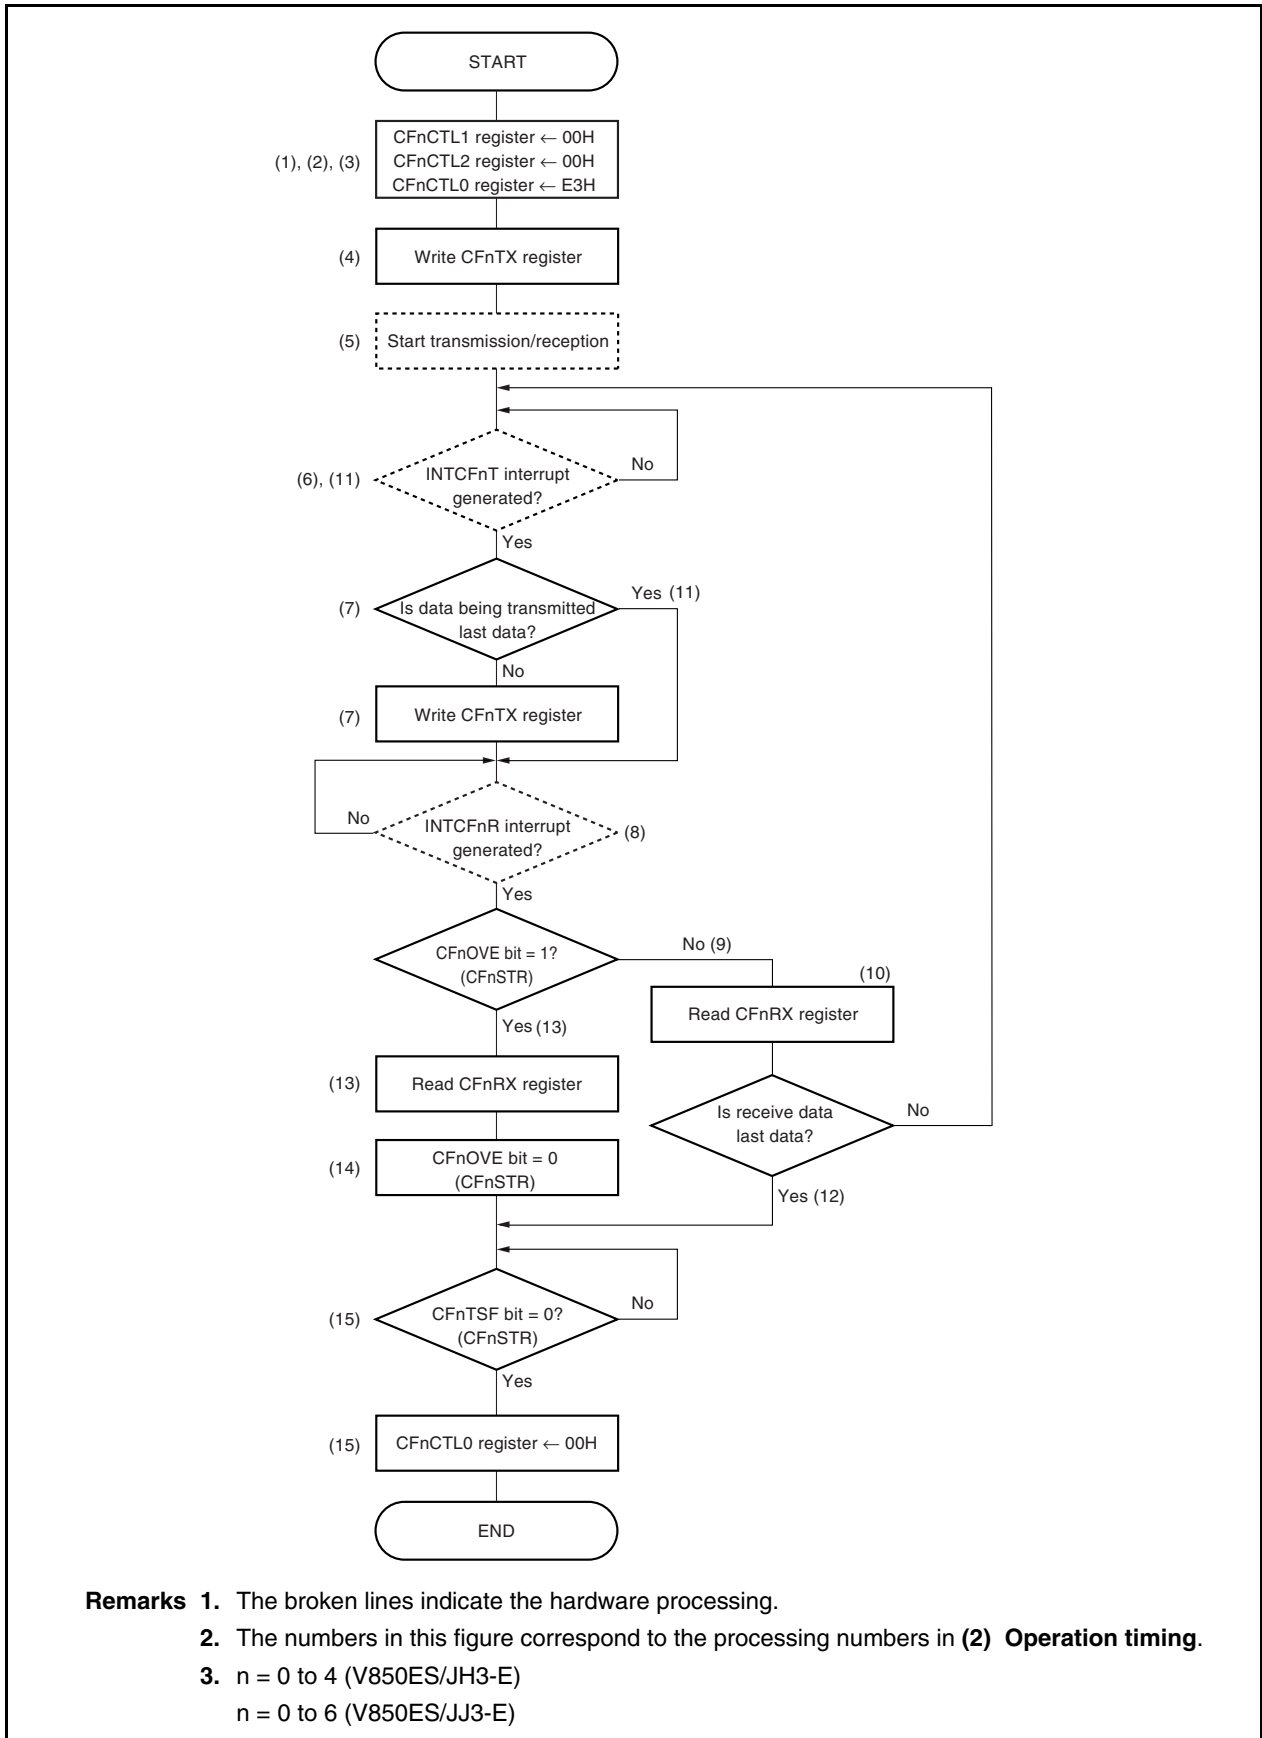 START
(1), (2), (3)
CFnCTL1 register ← 00H
CFnCTL2 register ← 00H
CFnCTL0 register ← E3H
(4)
Write CFnTX register
(5)
Start transmission/reception
(6), (11)
INTCFnT interrupt
generated?
No
Yes
(7)
Is data being transmitted
last data?
Yes (11)
No
(7)
Write CFnTX register
No
INTCFnR interrupt
generated?
(8)
Yes
CFnOVE bit = 1?
(CFnSTR)
No (9)
(10)
Read CFnRX register
Yes (13)
(13)
Read CFnRX register
Is receive data
last data?
No
(14)
CFnOVE bit = 0
(CFnSTR)
Yes (12)
(15)
CFnTSF bit = 0?
(CFnSTR)
No
Yes
(15)
CFnCTL0 register ← 00H
END
Remarks 1. The broken lines indicate the hardware processing.
2. The numbers in this figure correspond to the processing numbers in (2) Operation timing.
3. n = 0 to 4 (V850ES/JH3-E)
n = 0 to 6 (V850ES/JJ3-E)